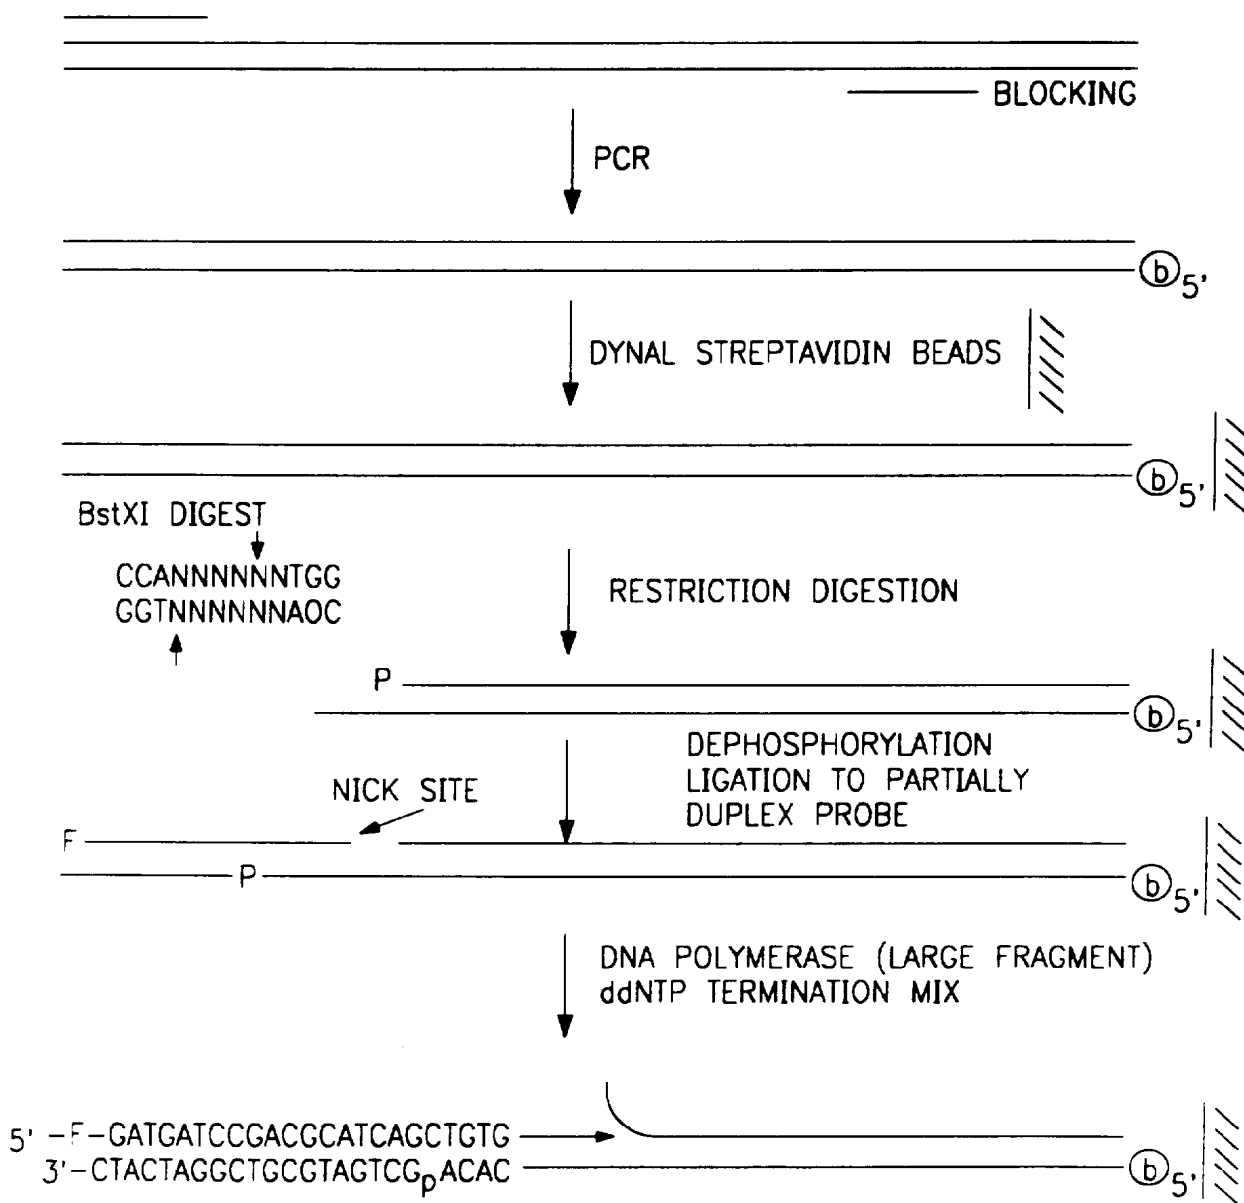 BLOCKING
PCR
b 5'
DYNAL STREPTAVIDIN BEADS
b 5'
BstXI DIGEST
CCANNNNNNTGG
GGTNNNNNNAOC
RESTRICTION DIGESTION
P
b 5'
DEPHOSPHORYLATION
LIGATION TO PARTIALLY
DUPLEX PROBE
NICK SITE
F
P
b 5'
DNA POLYMERASE (LARGE FRAGMENT)
ddNTP TERMINATION MIX
5' -F-GATGATCCGACGCATCAGCTGTG
3'-CTACTAGGCTGCGTAGTCGpACAC
b 5'